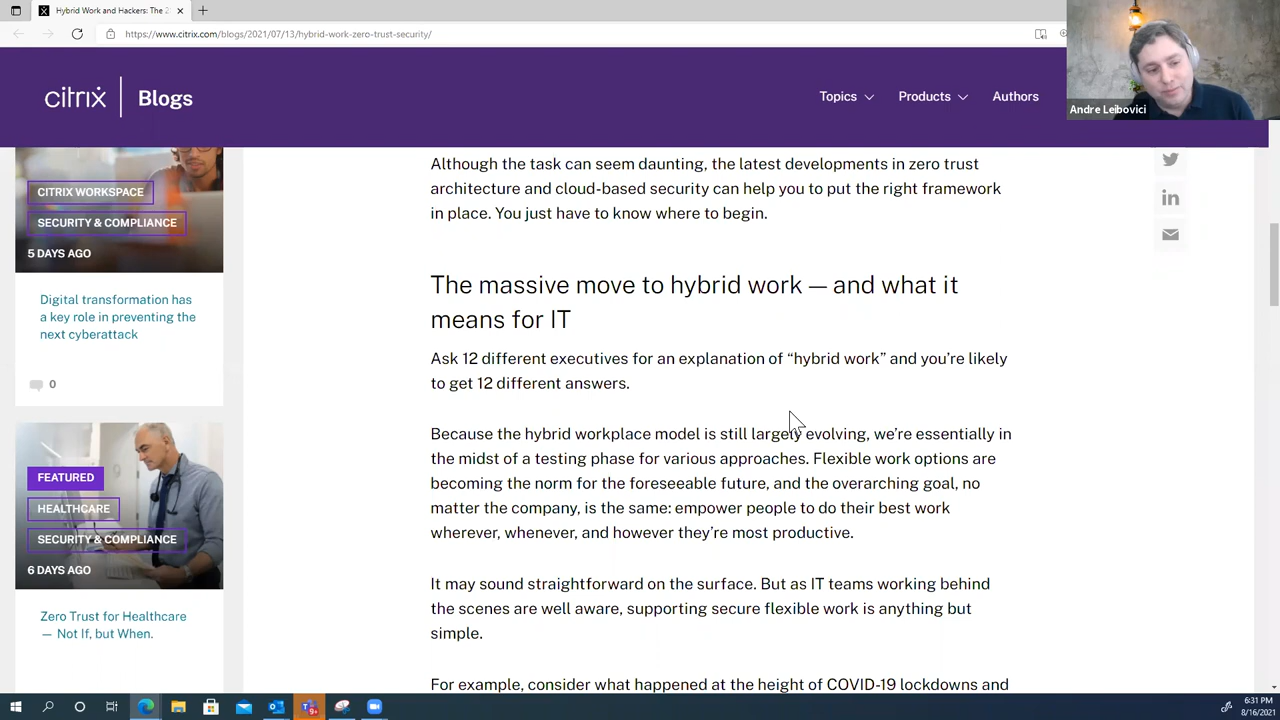 Hybrid Work and Hackers: The 2
https://www.citrix.com/blogs/2021/07/13/hybrid-work-zero-trust-security/
citrix
Blogs
Topics
Products
Authors
Andre Leibovici
CITRIX WORKSPACE
SECURITY & COMPLIANCE
5 DAYS AGO
Digital transformation has
a key role in preventing the
next cyberattack
0
FEATURED
HEALTHCARE
SECURITY & COMPLIANCE
6 DAYS AGO
Zero Trust for Healthcare
— Not If, but When.
Although the task can seem daunting, the latest developments in zero trust
architecture and cloud-based security can help you to put the right framework
in place. You just have to know where to begin.
The massive move to hybrid work — and what it
means for IT
Ask 12 different executives for an explanation of “hybrid work” and you’re likely
to get 12 different answers.
Because the hybrid workplace model is still largely evolving, we’re essentially in
the midst of a testing phase for various approaches. Flexible work options are
becoming the norm for the foreseeable future, and the overarching goal, no
matter the company, is the same: empower people to do their best work
wherever, whenever, and however they’re most productive.
It may sound straightforward on the surface. But as IT teams working behind
the scenes are well aware, supporting secure flexible work is anything but
simple.
For example, consider what happened at the height of COVID-19 lockdowns and
6:31 PM
8/16/2021